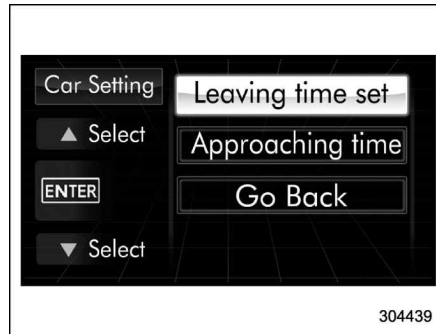 Car Setting
▲ Select
ENTER
▼ Select
Leaving time set
Approaching time
Go Back
304439